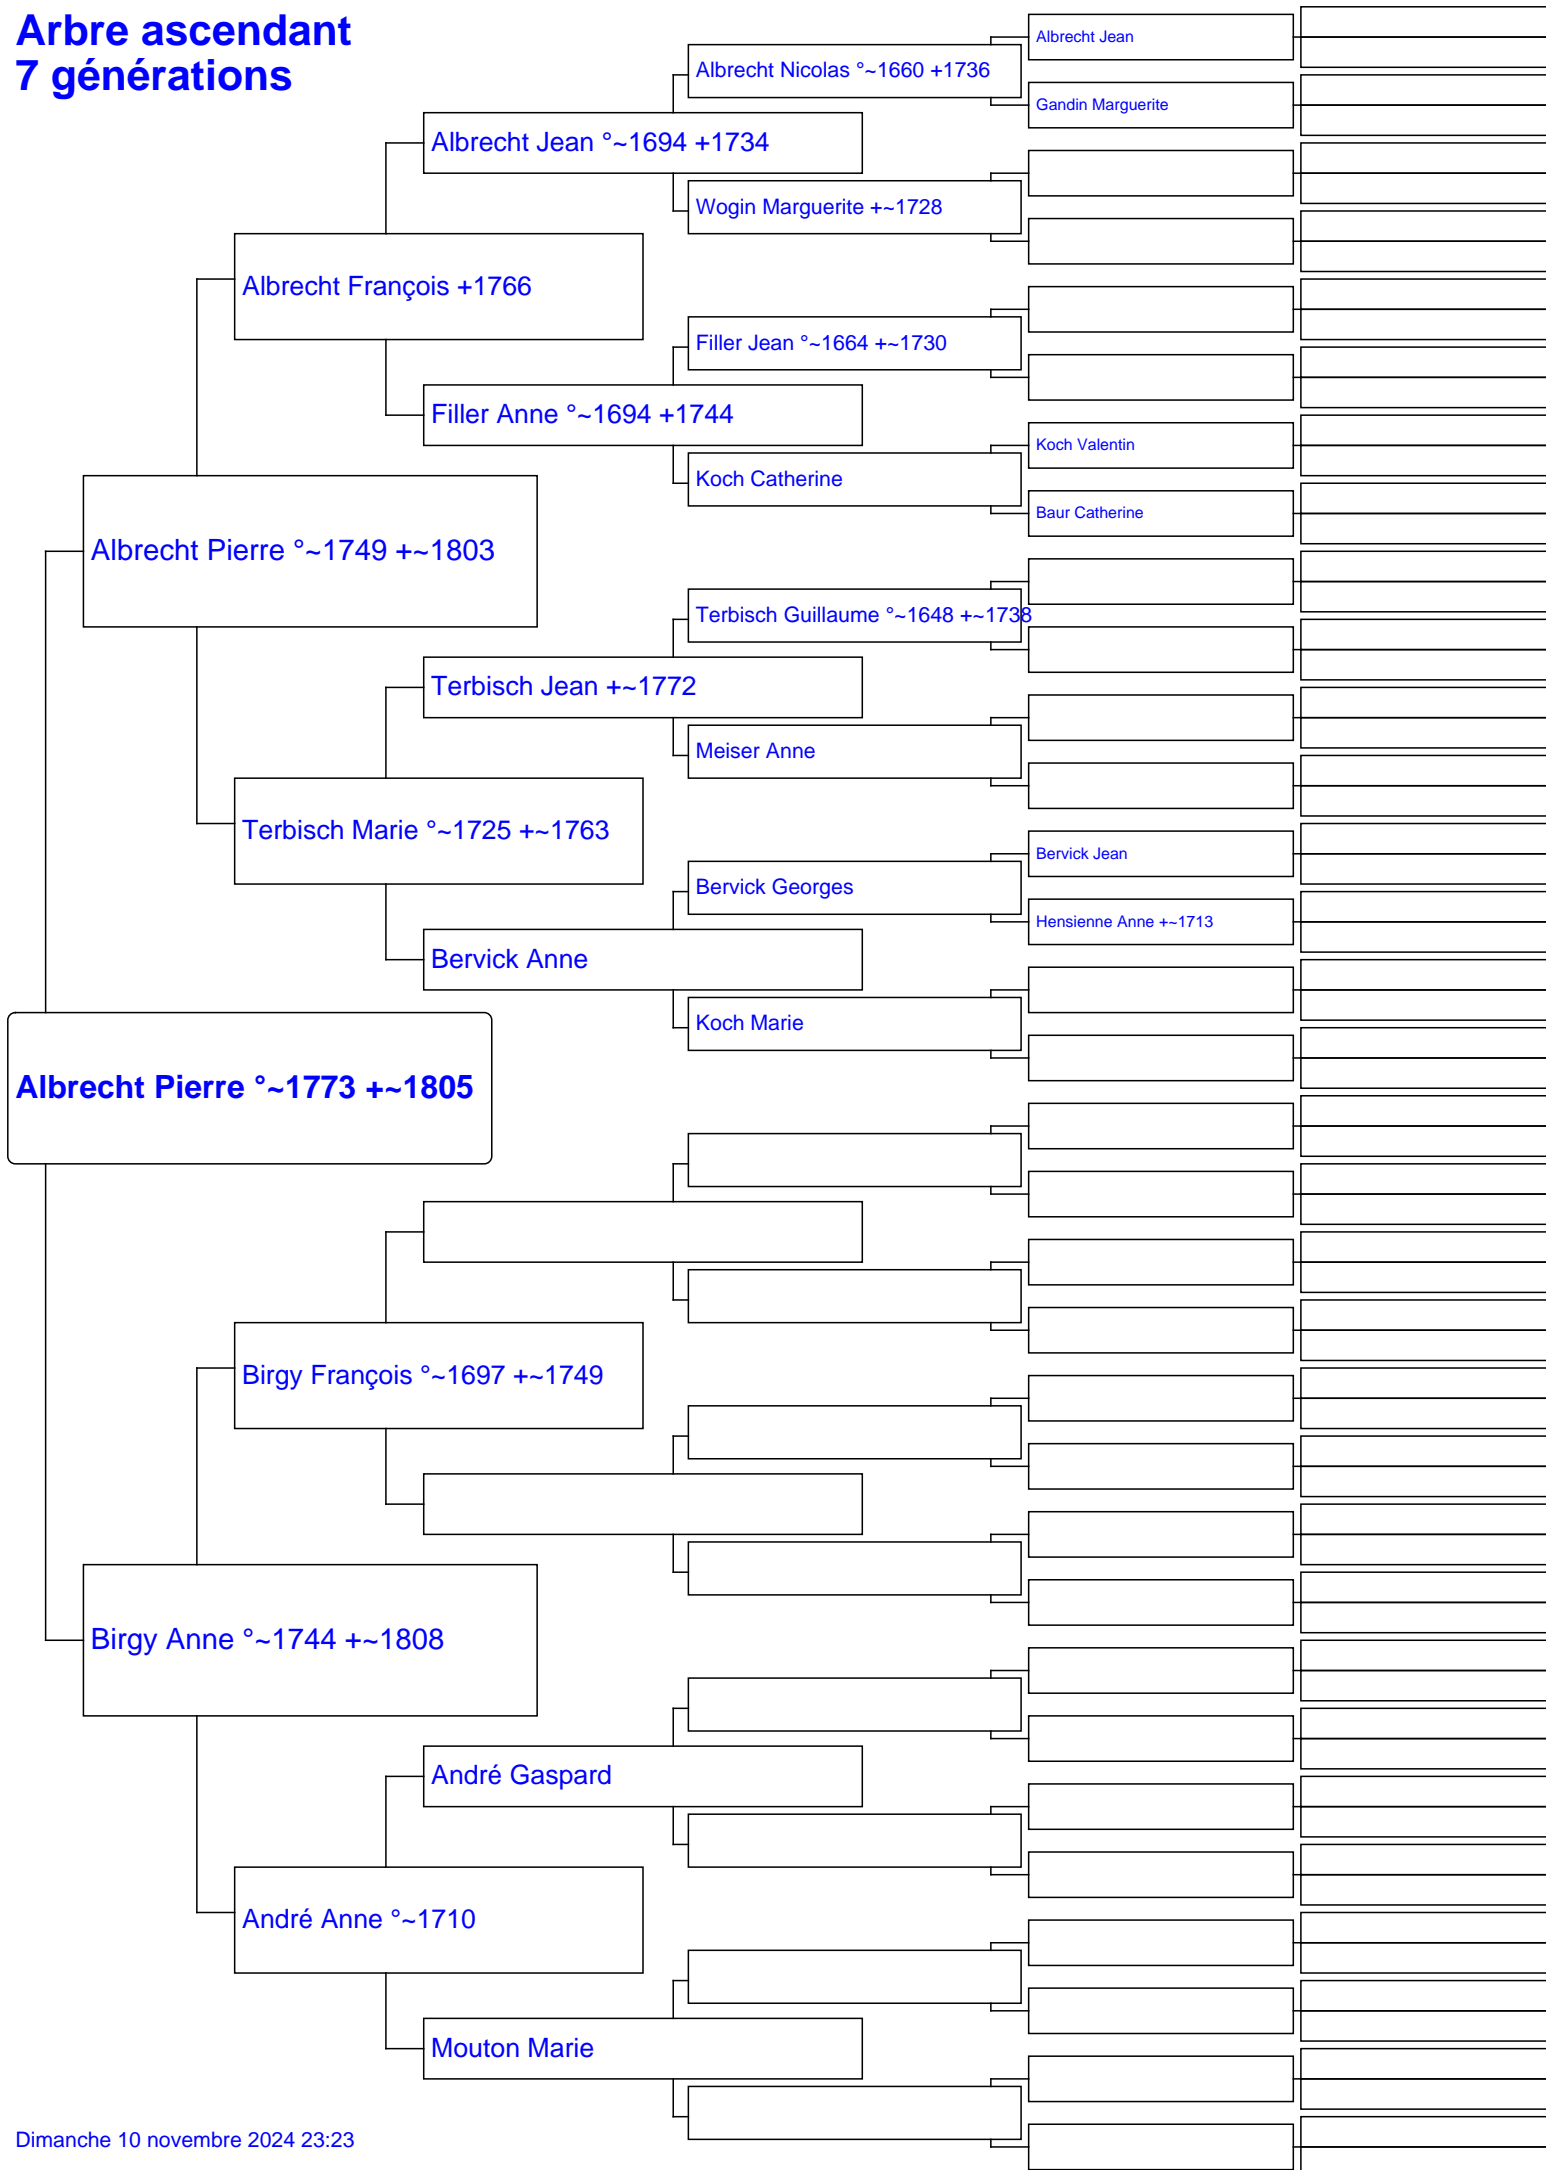 Arbre ascendant
7 générations
Albrecht Jean
Albrecht Nicolas °~1660 +1736
Gandin Marguerite
Albrecht Jean °~1694 +1734
Wogin Marguerite +~1728
Albrecht François +1766
Filler Jean °~1664 +~1730
Filler Anne °~1694 +1744
Koch Valentin
Koch Catherine
Baur Catherine
Albrecht Pierre °~1749 +~1803
Terbisch Guillaume °~1648 +~1738
Terbisch Jean +~1772
Meiser Anne
Terbisch Marie °~1725 +~1763
Bervick Jean
Bervick Georges
Hensienne Anne +~1713
Bervick Anne
Koch Marie
Albrecht Pierre °~1773 +~1805
Birgy François °~1697 +~1749
Birgy Anne °~1744 +~1808
André Gaspard
André Anne °~1710
Mouton Marie
Dimanche 10 novembre 2024 23:23